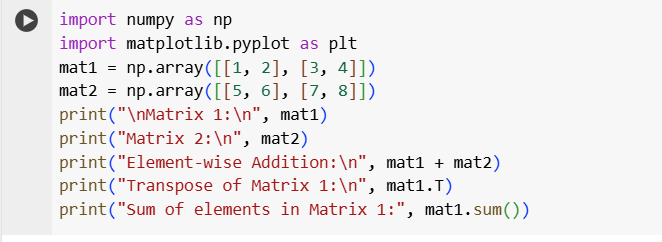 import numpy as np
import matplotlib.pyplot as plt
mat1 = np.array([[1, 2], [3, 4]])
mat2 = np.array([[5, 6], [7, 8]])
print("\nMatrix 1:\n", mat1)
print("Matrix 2:\n", mat2)
print("Element-wise Addition:\n", mat1 + mat2)
print("Transpose of Matrix 1:\n", mat1.T)
print("Sum of elements in Matrix 1:", mat1.sum())